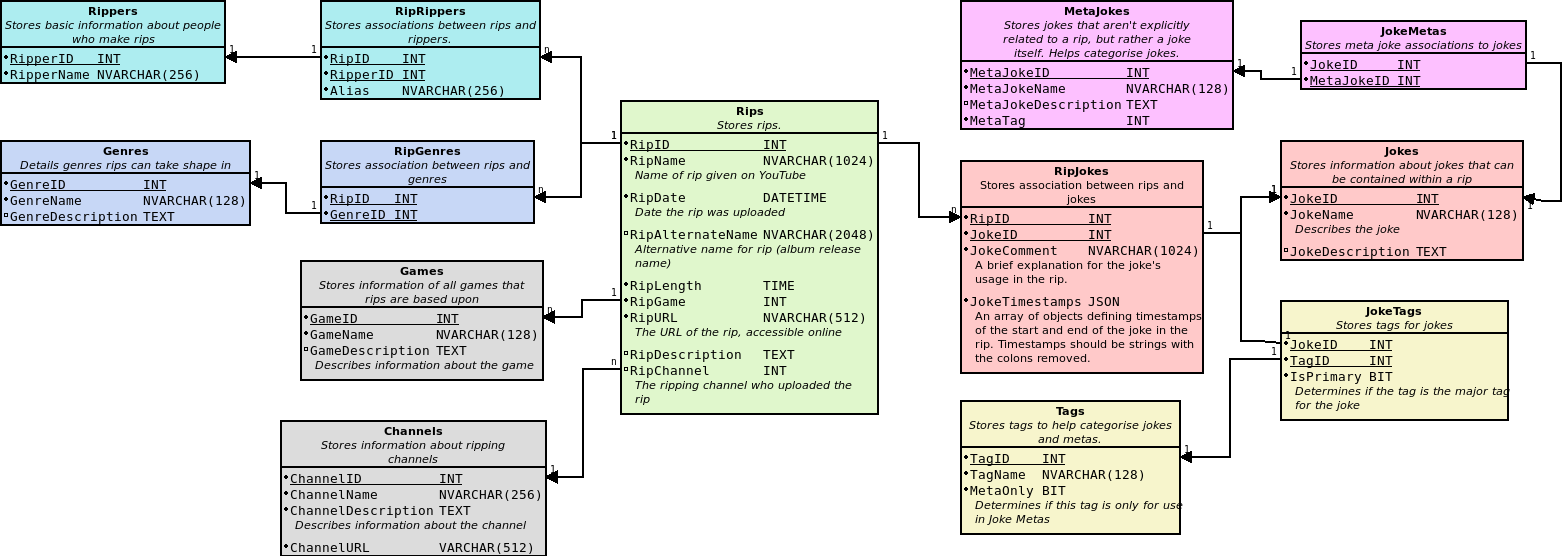 Rippers
Stores basic information about people
who make rips
RipperID INT
RipperName NVARCHAR(256)
1
1
RipRippers
Stores associations between rips and
rippers.
RipID INT
RipperID INT
Alias NVARCHAR(256)
n
Genres
Details genres rips can take shape in
GenreID INT
GenreName NVARCHAR(128)
GenreDescription TEXT
1
1
RipGenres
Stores association between rips and
genres
RipID INT
GenreID INT
n
Games
Stores information of all games that
rips are based upon
GameID INT
GameName NVARCHAR(128)
GameDescription TEXT
Describes information about the game
n
Channels
Stores information about ripping
channels
ChannelID INT
ChannelName NVARCHAR(256)
ChannelDescription TEXT
Describes information about the channel
ChannelURL VARCHAR(512)
1
Rips
Stores rips.
1
1
RipID INT
RipName NVARCHAR(1024)
Name of rip given on YouTube
RipDate DATETIME
Date the rip was uploaded
RipAlternateName NVARCHAR(2048)
Alternative name for rip (album release
name)
RipLength TIME
1
RipGame INT
RipURL NVARCHAR(512)
The URL of the rip, accessible online
RipDescription TEXT
n
RipChannel INT
The ripping channel who uploaded the
rip
MetaJokes
Stores jokes that aren't explicitly
related to a rip, but rather a joke
itself. Helps categorise jokes.
MetaJokeID INT
MetaJokeName NVARCHAR(128)
MetaJokeDescription TEXT
MetaTag INT
1
1
JokeMetas
Stores meta joke associations to jokes
JokeID INT
MetaJokeID INT
1
RipJokes
Stores association between rips and
jokes
n
RipID INT
JokeID INT
JokeComment NVARCHAR(1024)
A brief explanation for the joke's
usage in the rip.
JokeTimestamps JSON
An array of objects defining timestamps
of the start and end of the joke in the
rip. Timestamps should be strings with
the colons removed.
1
Jokes
Stores information about jokes that can
be contained within a rip
1
JokeID INT
JokeName NVARCHAR(128)
Describes the joke
JokeDescription TEXT
1
JokeTags
Stores tags for jokes
1
JokeID INT
1
TagID INT
IsPrimary BIT
Determines if the tag is the major tag
for the joke
Tags
Stores tags to help categorise jokes
and metas.
TagID INT
TagName NVARCHAR(128)
MetaOnly BIT
Determines if this tag is only for use
in Joke Metas
1